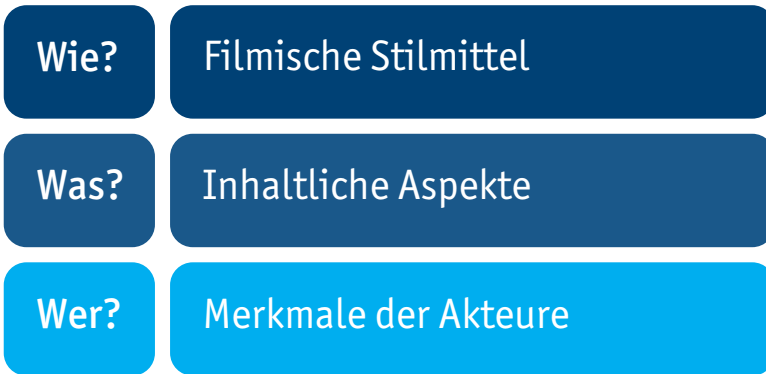 Wie? Filmische Stilmittel
Was? Inhaltliche Aspekte
Wer? Merkmale der Akteure